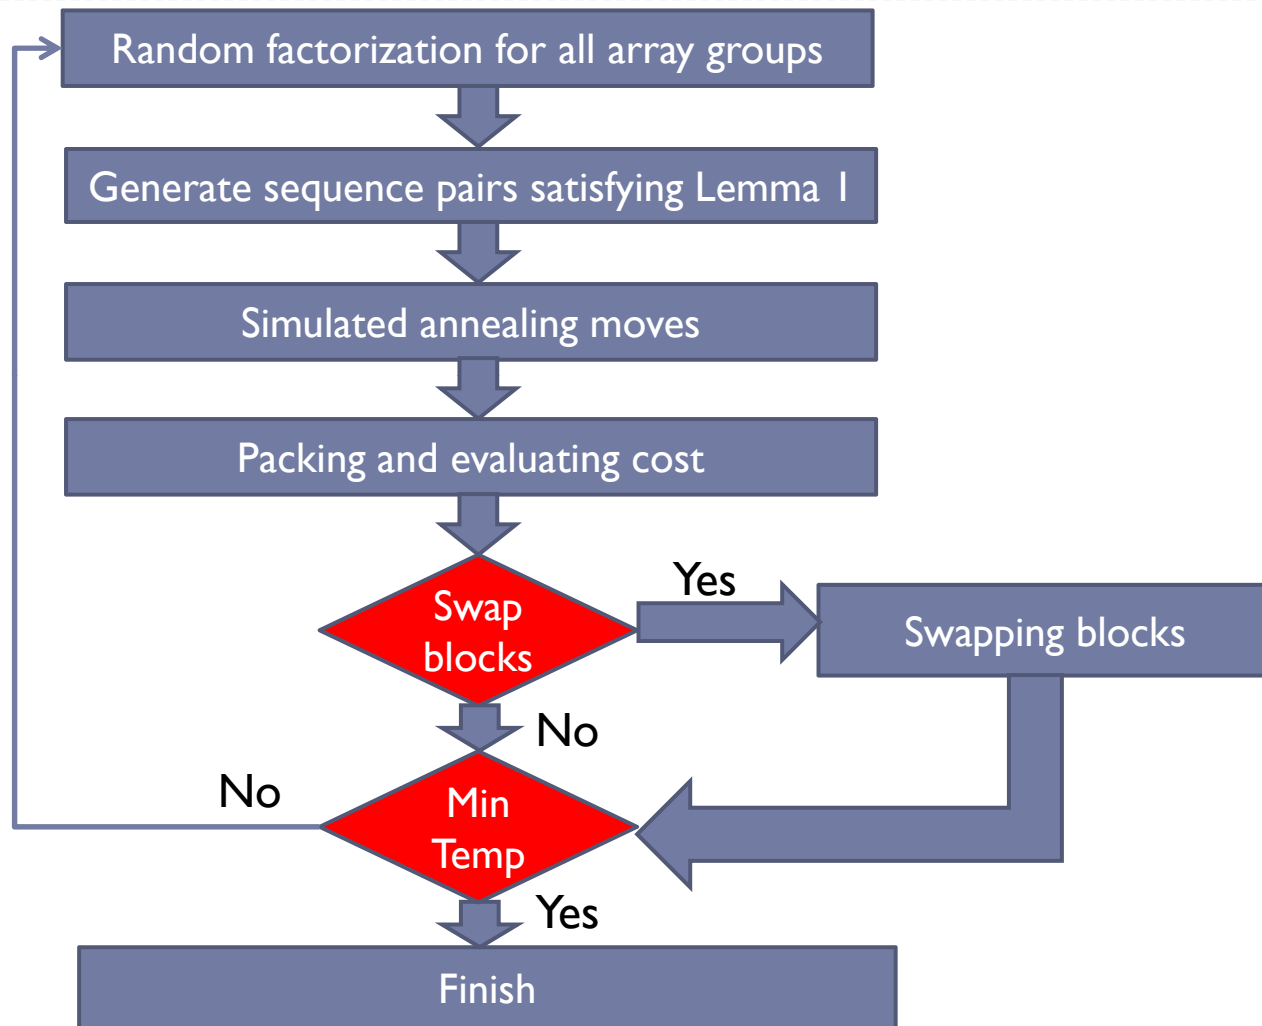 Random factorization for all array groups
Generate sequence pairs satisfying Lemma 1
Simulated annealing moves
Packing and evaluating cost
Yes
Swap
blocks
Swapping blocks
No
No
Min
Temp
Yes
Finish